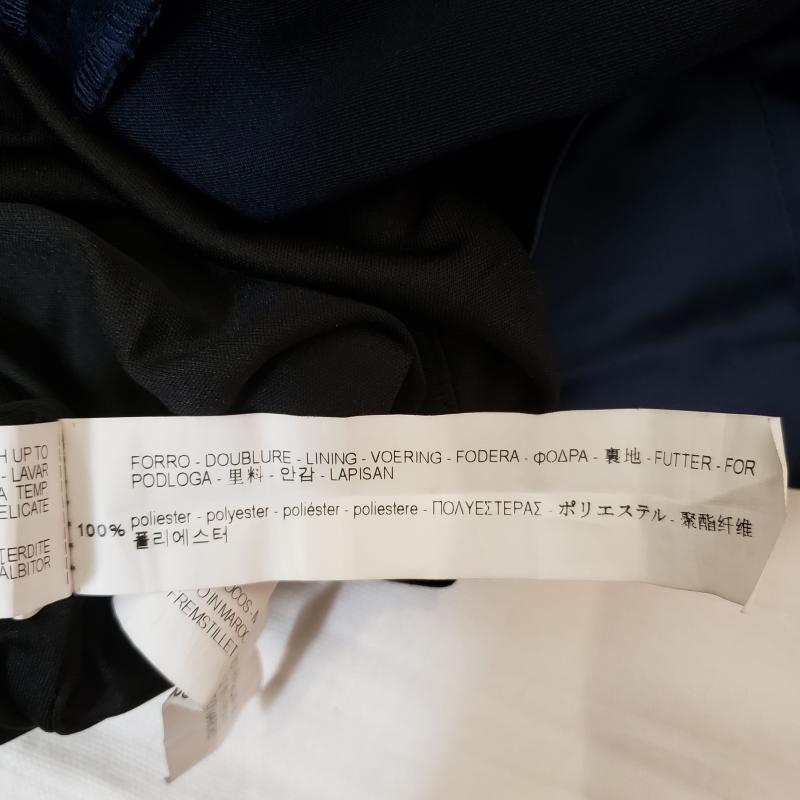 H UP TO
- LAVAR
A TEMP.
ELICATE
TERDITE
ALBITOR
FORRO - DOUBLURE - LINING - VOERING - FODERA - ΦΟΔΡΑ - 裏地 - FUTTER - FOR
PODLOGA - 里料 - 안감 - LAPISAN
100% poliester - polyester - poliéster - poliestere - ΠΟΛΥΕΣΤΕΡΑΣ - ポリエステル - 聚酯纤维
폴리에스터
OCOS - N
O IN MAROC
FREMSTILLET